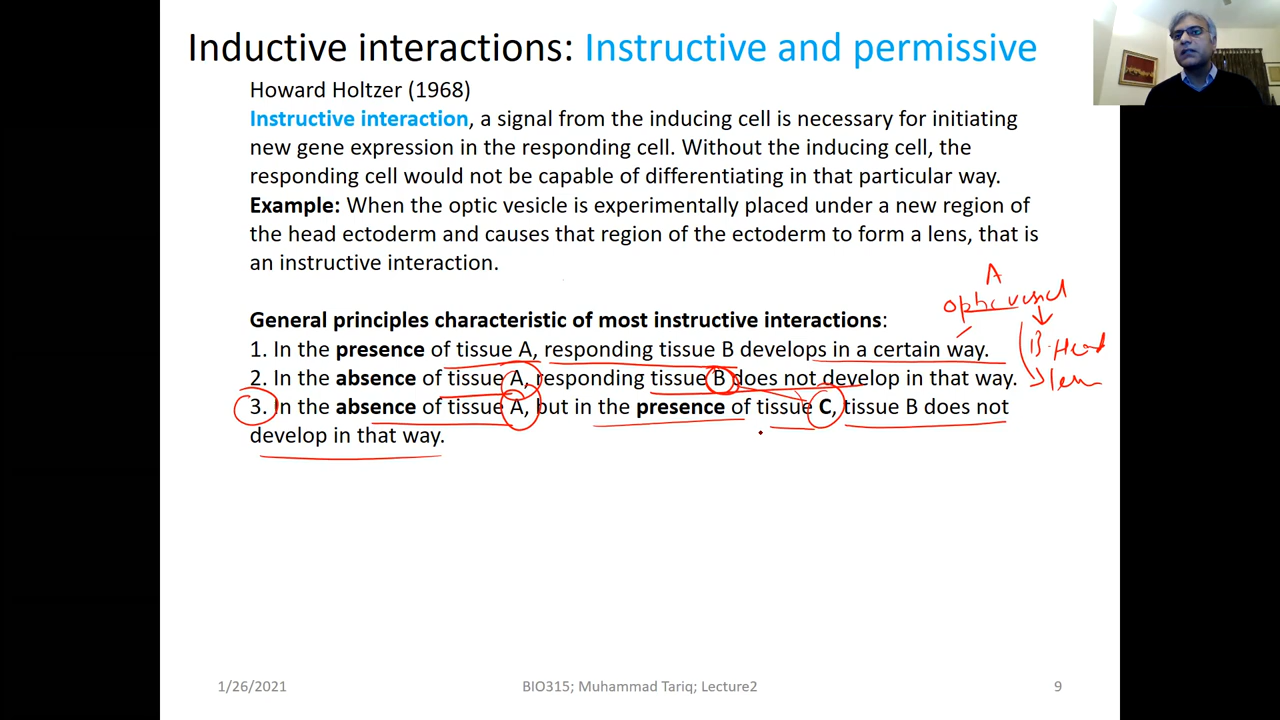 Inductive interactions: Instructive and permissive
Howard Holtzer (1968)
Instructive interaction, a signal from the inducing cell is necessary for initiating
new gene expression in the responding cell. Without the inducing cell, the
responding cell would not be capable of differentiating in that particular way.
Example: When the optic vesicle is experimentally placed under a new region of
the head ectoderm and causes that region of the ectoderm to form a lens, that is
an instructive interaction.
A
optic vesicl
General principles characteristic of most instructive interactions:
1. In the presence of tissue A, responding tissue B develops in a certain way.
B. Head
2. In the absence of tissue A, responding tissue B does not develop in that way.
lens
3. In the absence of tissue A, but in the presence of tissue C, tissue B does not
develop in that way.
1/26/2021
BIO315; Muhammad Tariq; Lecture2
9